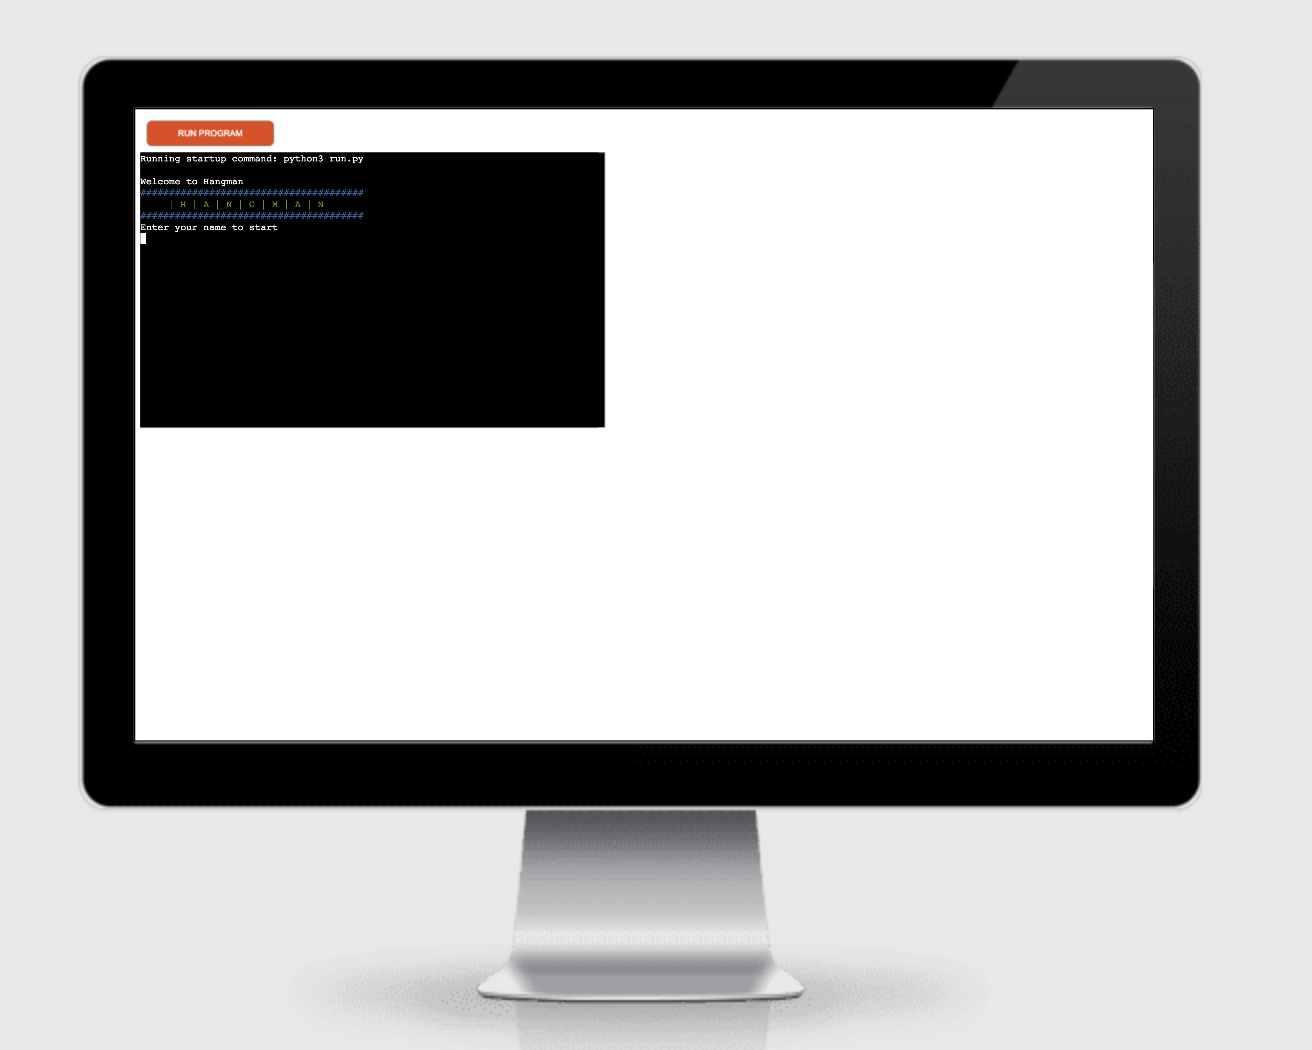 RUN PROGRAM
Running startup command: python3 run.py
Welcome to Hangman
#######################################
| H | A | N | G | M | A | N
#######################################
Enter your name to start